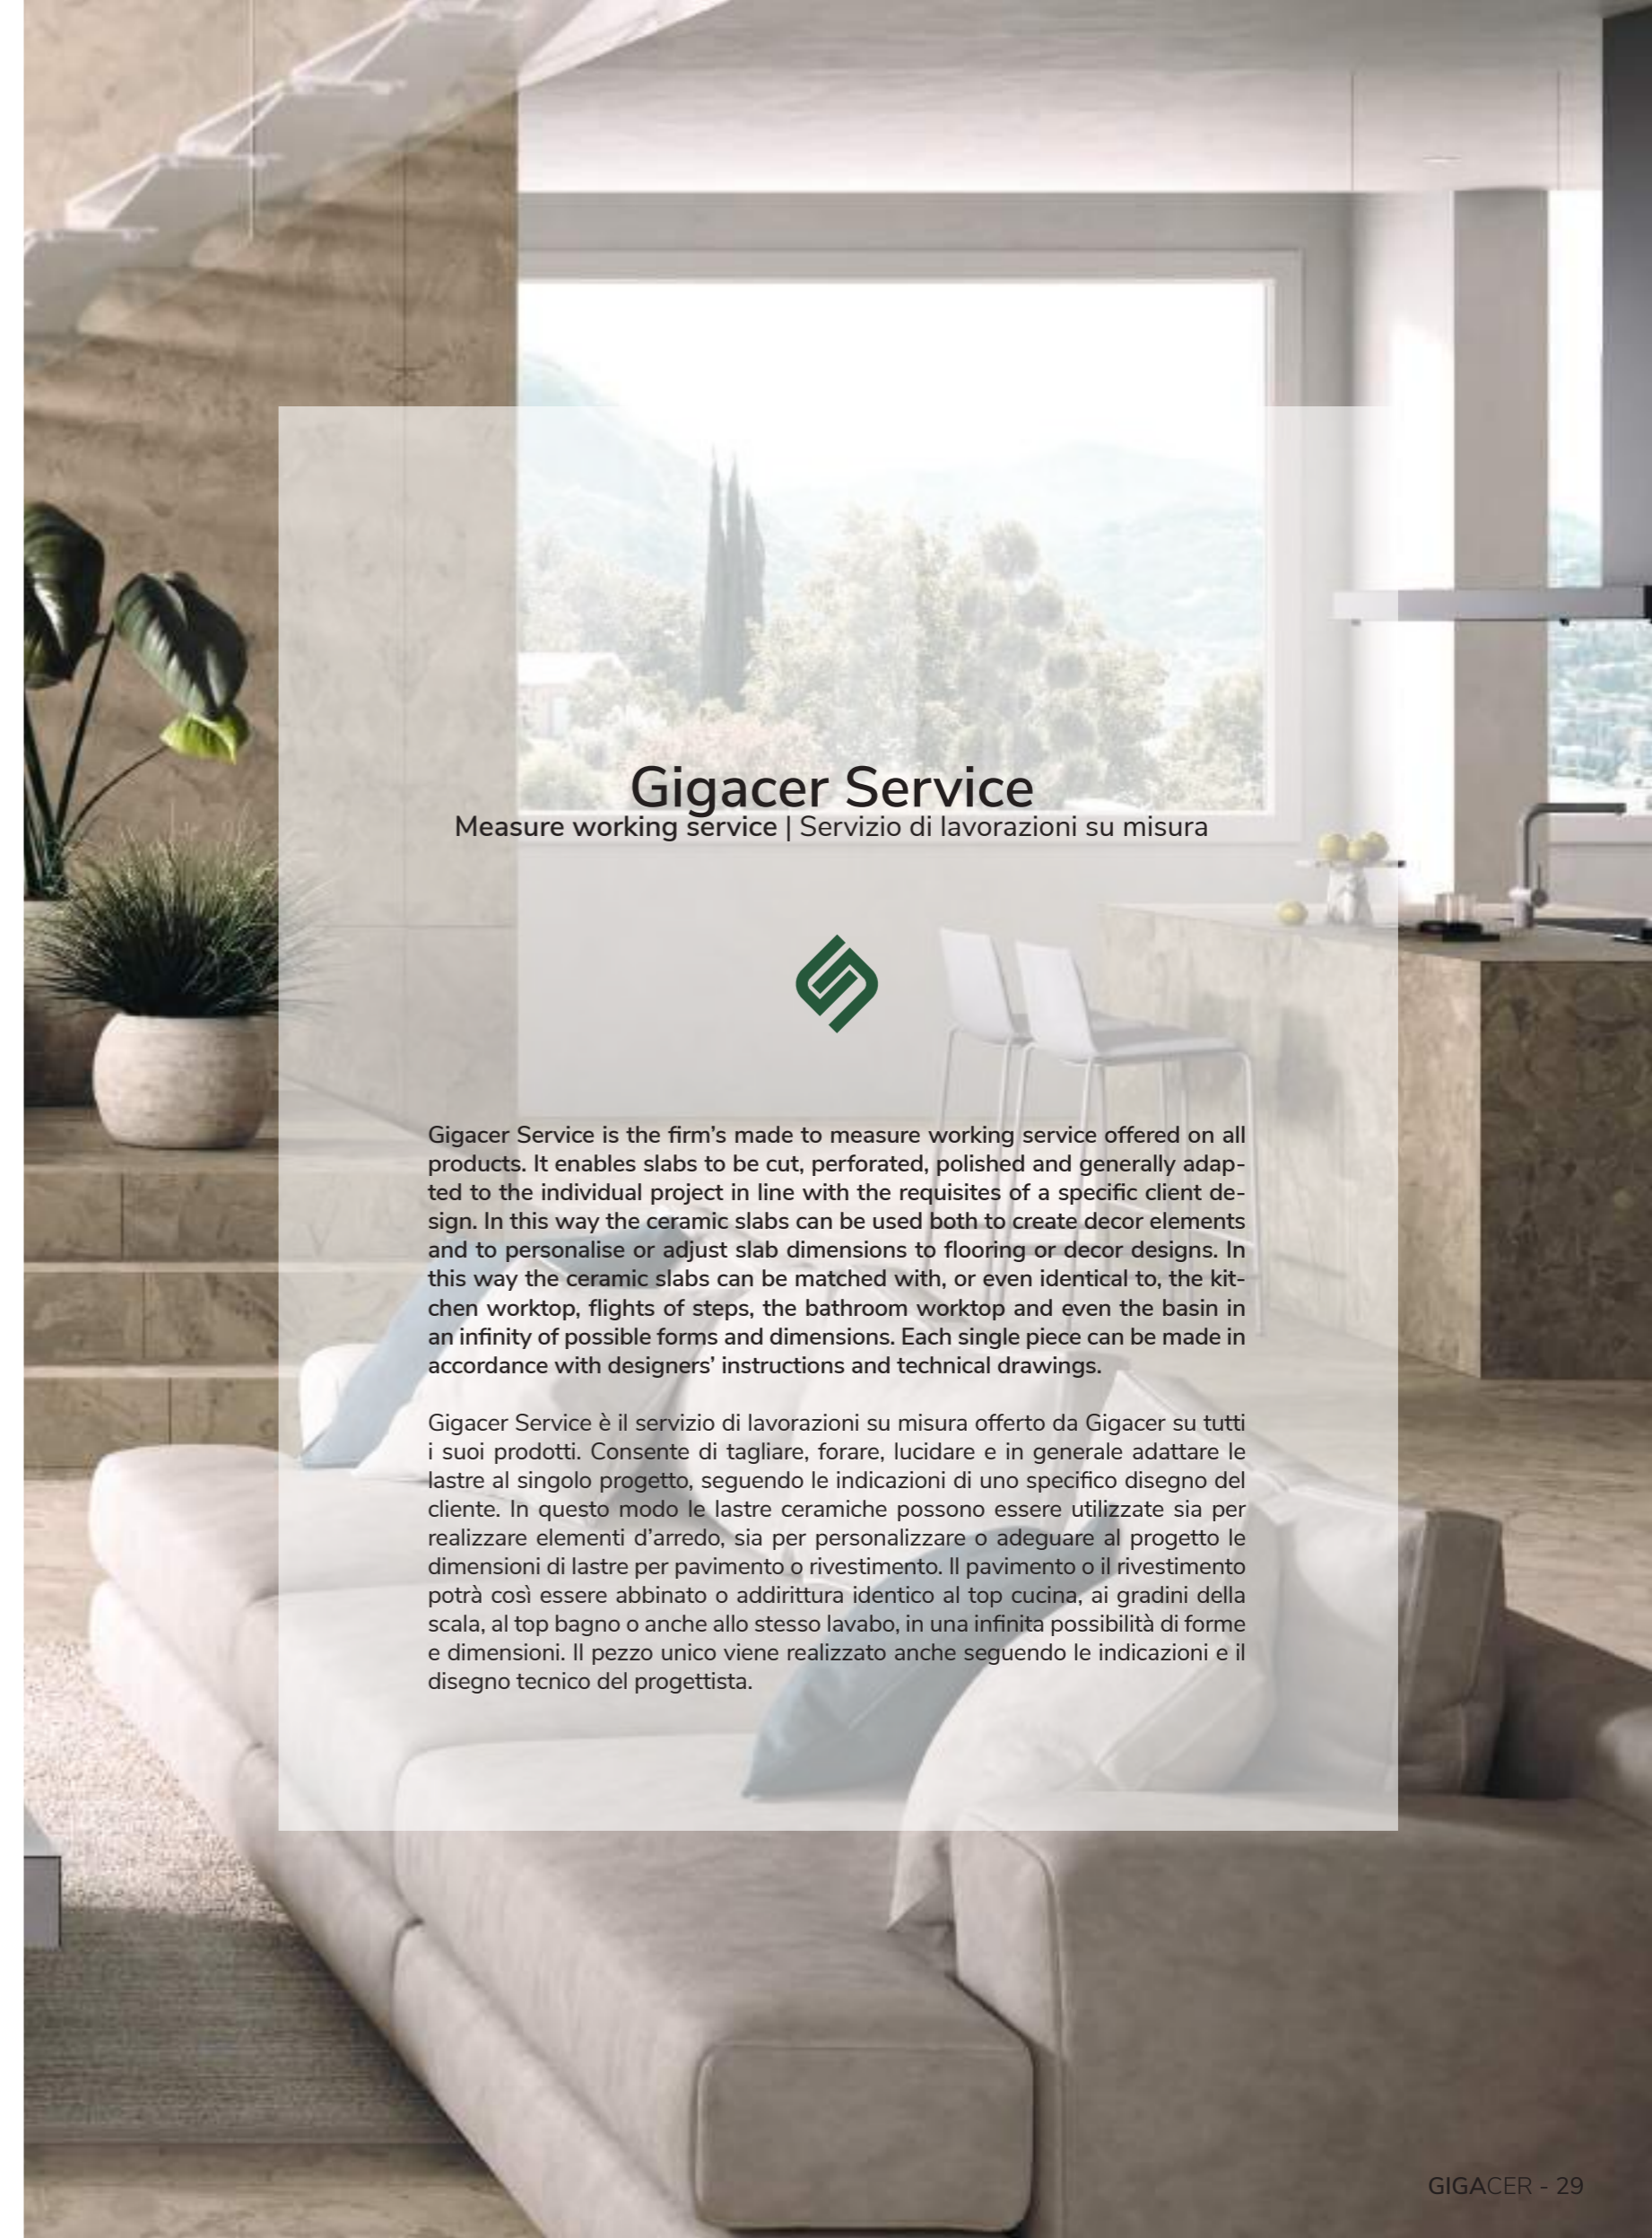 Gigacer Service
Measure working service | Servizio di lavorazioni su misura
Gigacer Service is the firm’s made to measure working service offered on all
products. It enables slabs to be cut, perforated, polished and generally adap-
ted to the individual project in line with the requisites of a specific client de-
sign. In this way the ceramic slabs can be used both to create decor elements
and to personalise or adjust slab dimensions to flooring or decor designs. In
this way the ceramic slabs can be matched with, or even identical to, the kit-
chen worktop, flights of steps, the bathroom worktop and even the basin in
an infinity of possible forms and dimensions. Each single piece can be made in
accordance with designers’ instructions and technical drawings.
Gigacer Service è il servizio di lavorazioni su misura offerto da Gigacer su tutti
i suoi prodotti. Consente di tagliare, forare, lucidare e in generale adattare le
lastre al singolo progetto, seguendo le indicazioni di uno specifico disegno del
cliente. In questo modo le lastre ceramiche possono essere utilizzate sia per
realizzare elementi d’arredo, sia per personalizzare o adeguare al progetto le
dimensioni di lastre per pavimento o rivestimento. Il pavimento o il rivestimento
potrà così essere abbinato o addirittura identico al top cucina, ai gradini della
scala, al top bagno o anche allo stesso lavabo, in una infinita possibilità di forme
e dimensioni. Il pezzo unico viene realizzato anche seguendo le indicazioni e il
disegno tecnico del progettista.
GIGACER - 29